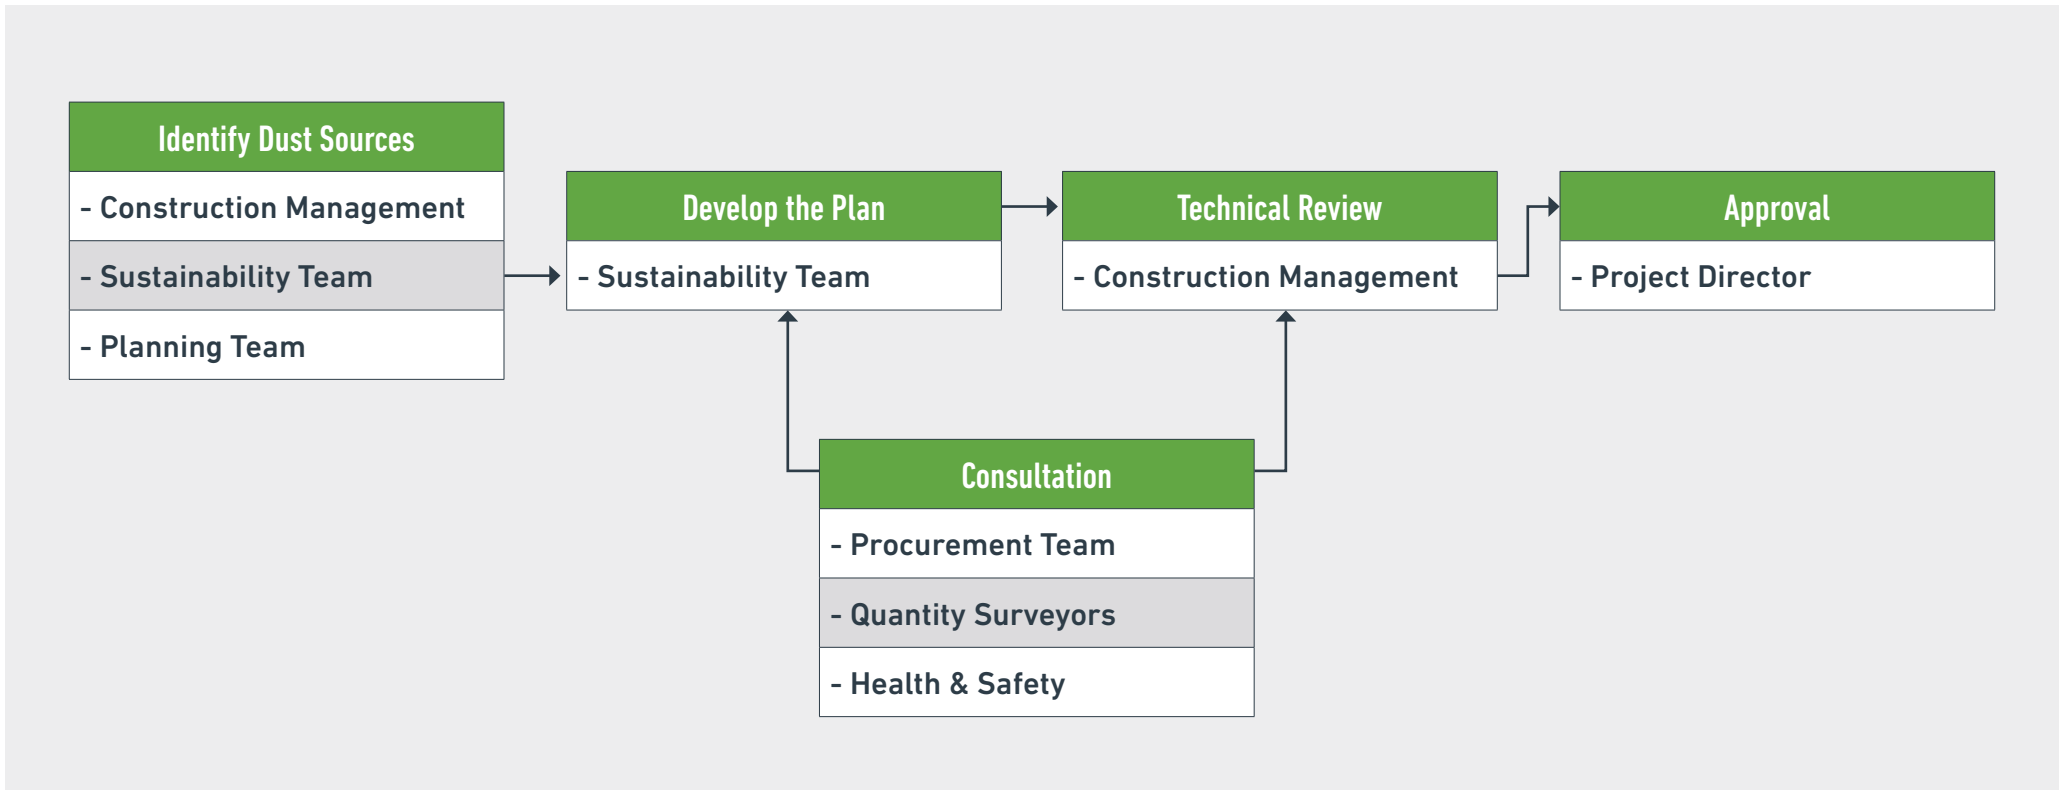 Identify Dust Sources
- Construction Management
- Sustainability Team
- Planning Team
Develop the Plan
- Sustainability Team
Technical Review
- Construction Management
Approval
- Project Director
Consultation
- Procurement Team
- Quantity Surveyors
- Health & Safety